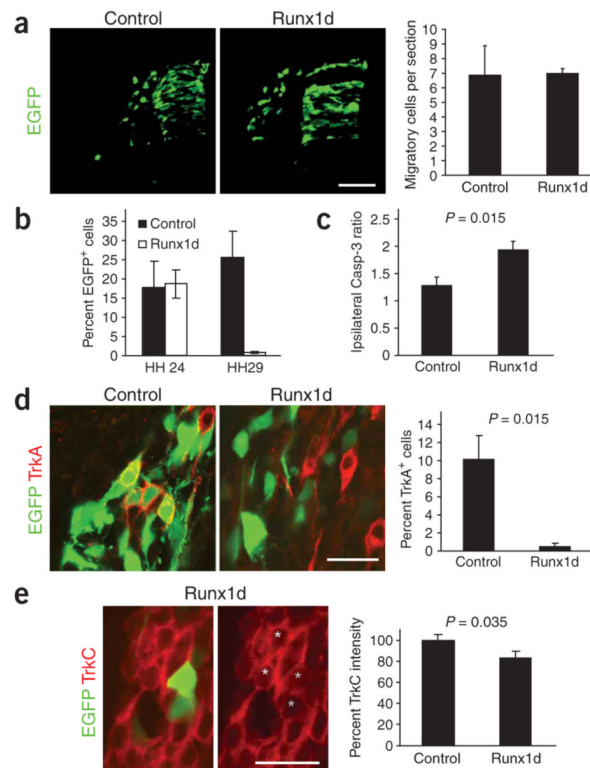 a
Control
Runx1d
EGFP
Migratory cells per section
10
9
8
7
6
5
4
3
2
1
0
Control
Runx1d
b
Percent EGFP+ cells
40
35
30
25
20
15
10
5
0
Control
Runx1d
HH 24
HH29
c
Ipsilateral Casp-3 ratio
P = 0.015
2.5
2
1.5
1
0.5
0
Control
Runx1d
d
Control
Runx1d
EGFP TrkA
Percent TrkA+ cells
P = 0.015
14
12
10
8
6
4
2
0
Control
Runx1d
e
Runx1d
EGFP TrkC
*
*
*
*
Percent TrkC intensity
P = 0.035
120
100
80
60
40
20
0
Control
Runx1d